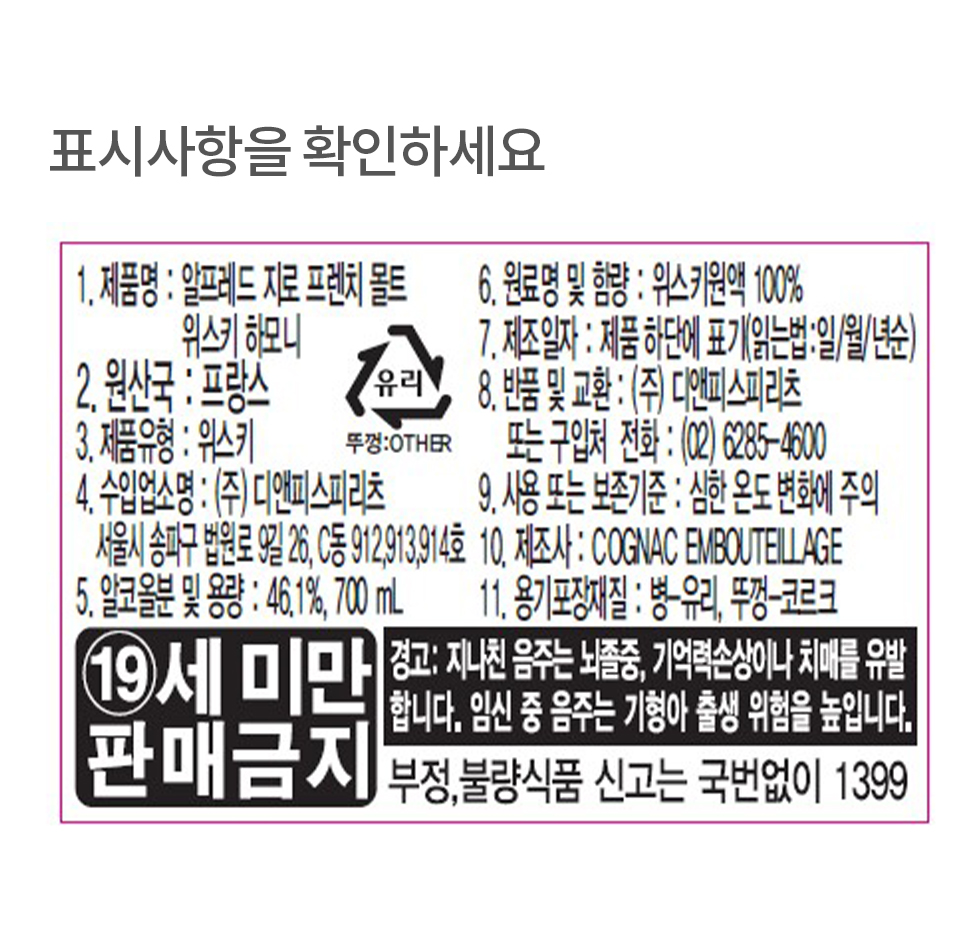 표시사항을 확인하세요
1. 제품명 : 알프레드 지로 프렌치 몰트
위스키 하모니
2. 원산국 : 프랑스
3. 제품유형 : 위스키
유리
뚜껑:OTHER
4. 수입업소명 : (주) 디앤피스피리츠
서울시 송파구 법원로 9길 26, C동 912,913,914호
5. 알코올분 및 용량 : 46.1%, 700 mL
6. 원료명 및 함량 : 위스키원액 100%
7. 제조일자 : 제품 하단에 표기(읽는법:일/월/년순)
8. 반품 및 교환 : (주) 디앤피스피리츠
또는 구입처 전화 : (02) 6285-4600
9. 사용 또는 보존기준 : 심한 온도 변화에 주의
10. 제조사 : COGNAC EMBOUTEILLAGE
11. 용기포장재질 : 병-유리, 뚜껑-코르크
19세 미만
판매금지
경고: 지나친 음주는 뇌졸중, 기억력손상이나 치매를 유발
합니다. 임신 중 음주는 기형아 출생 위험을 높입니다.
부정,불량식품 신고는 국번없이 1399